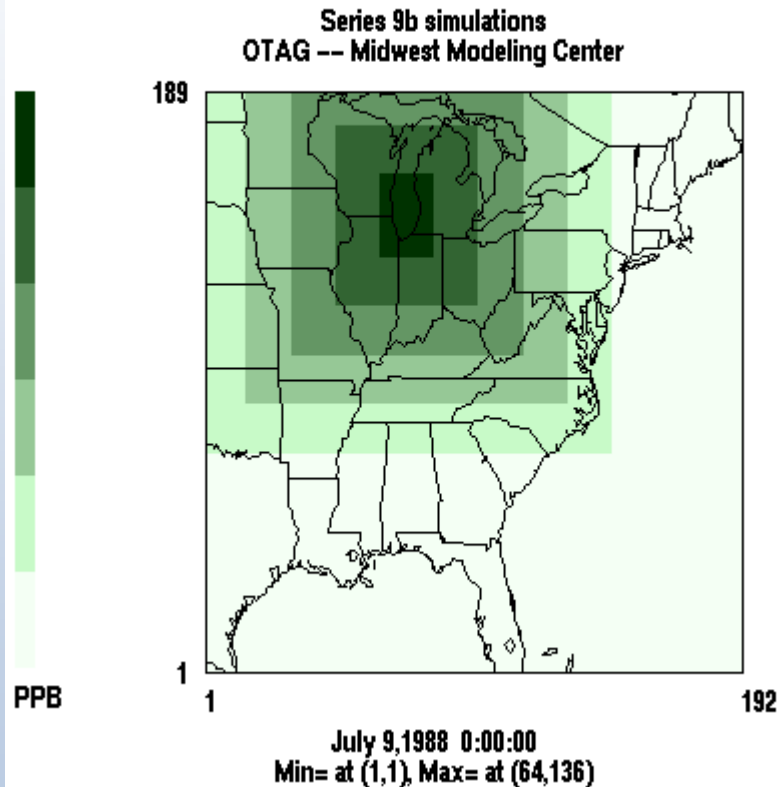 Series 9b simulations
OTAG -- Midwest Modeling Center
189
1
PPB
1
192
July 9,1988 0:00:00
Min= at (1,1), Max= at (64,136)